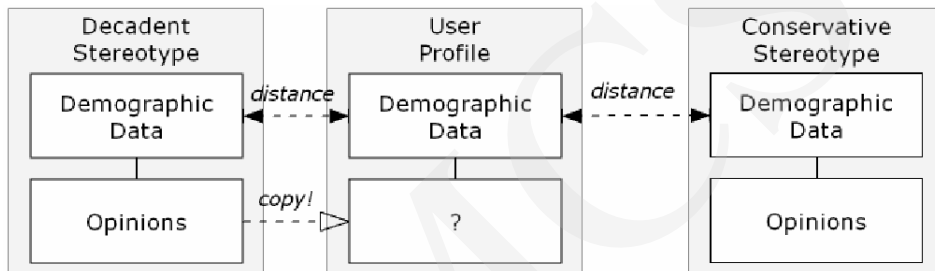 Decadent
Stereotype
User
Profile
Conservative
Stereotype
Demographic
Data
distance
Demographic
Data
distance
Demographic
Data
Opinions
copy!
?
Opinions